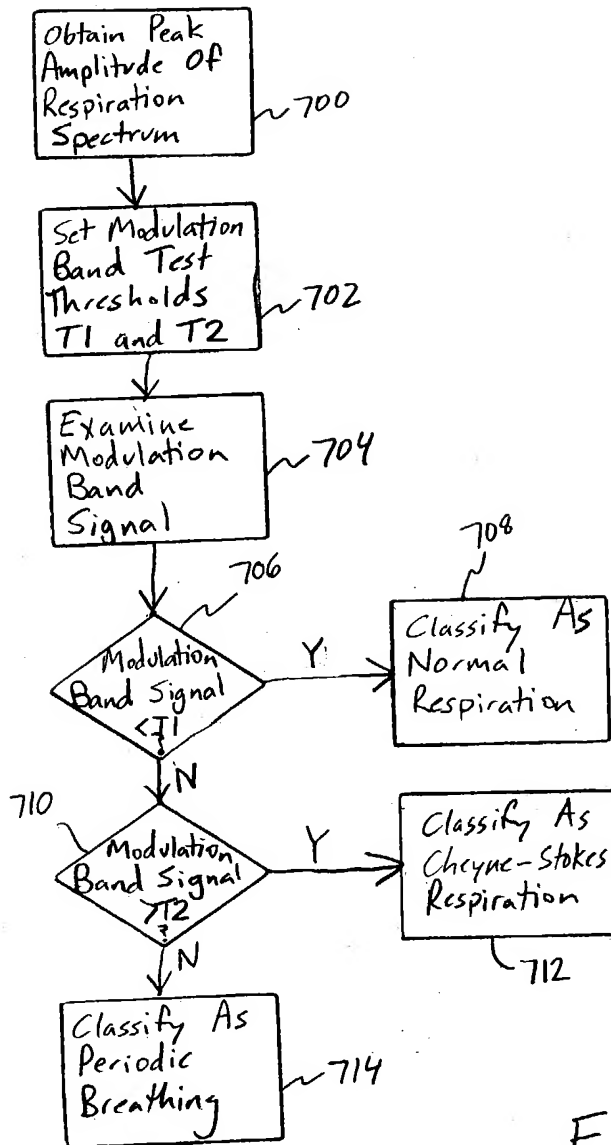 Obtain Peak
Amplitude Of
Respiration
Spectrum
700
Set Modulation
Band Test
Thresholds
T1 and T2
702
Examine
Modulation
Band
Signal
704
706
Modulation
Band Signal
<T1
?
Y
N
708
Classify As
Normal
Respiration
710
Modulation
Band Signal
>T2
?
Y
N
Classify As
Cheyne-Stokes
Respiration
712
Classify As
Periodic
Breathing
714
F